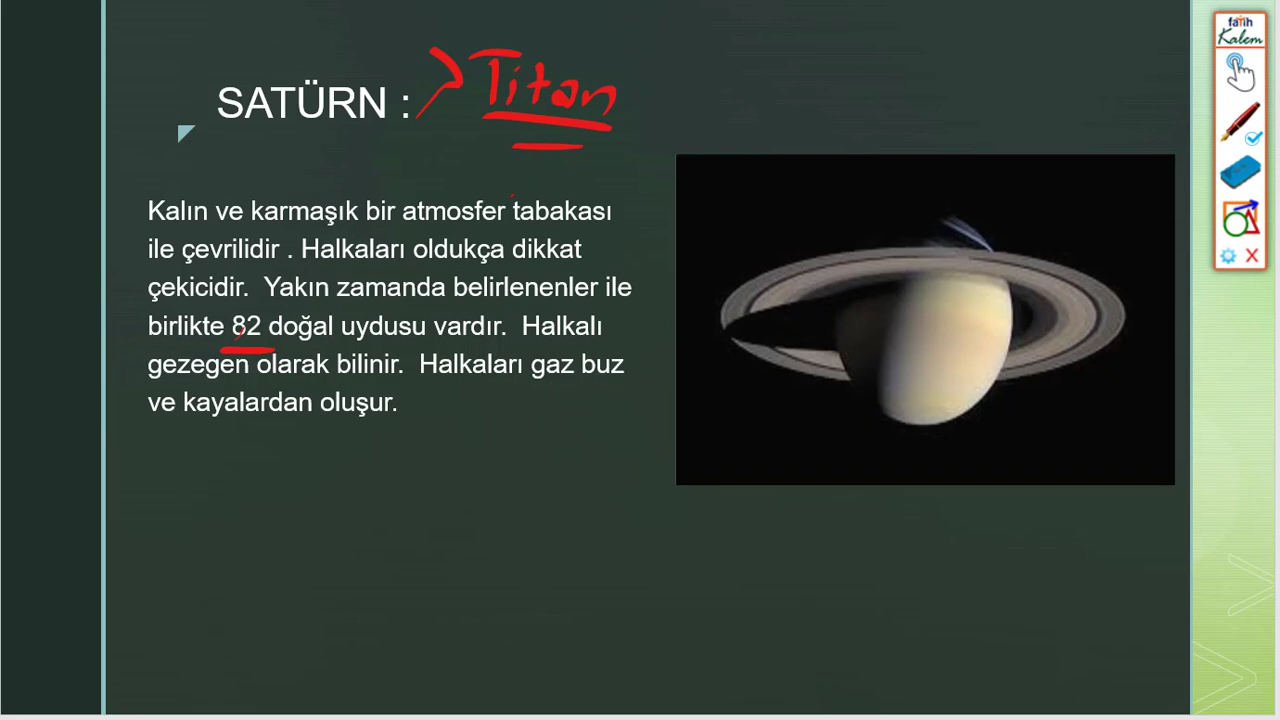 SATÜRN :
Titan
Kalın ve karmaşık bir atmosfer tabakası
ile çevrilidir . Halkaları oldukça dikkat
çekicidir. Yakın zamanda belirlenenler ile
birlikte 82 doğal uydusu vardır. Halkalı
gezegen olarak bilinir. Halkaları gaz buz
ve kayalardan oluşur.
fatih
Kalem